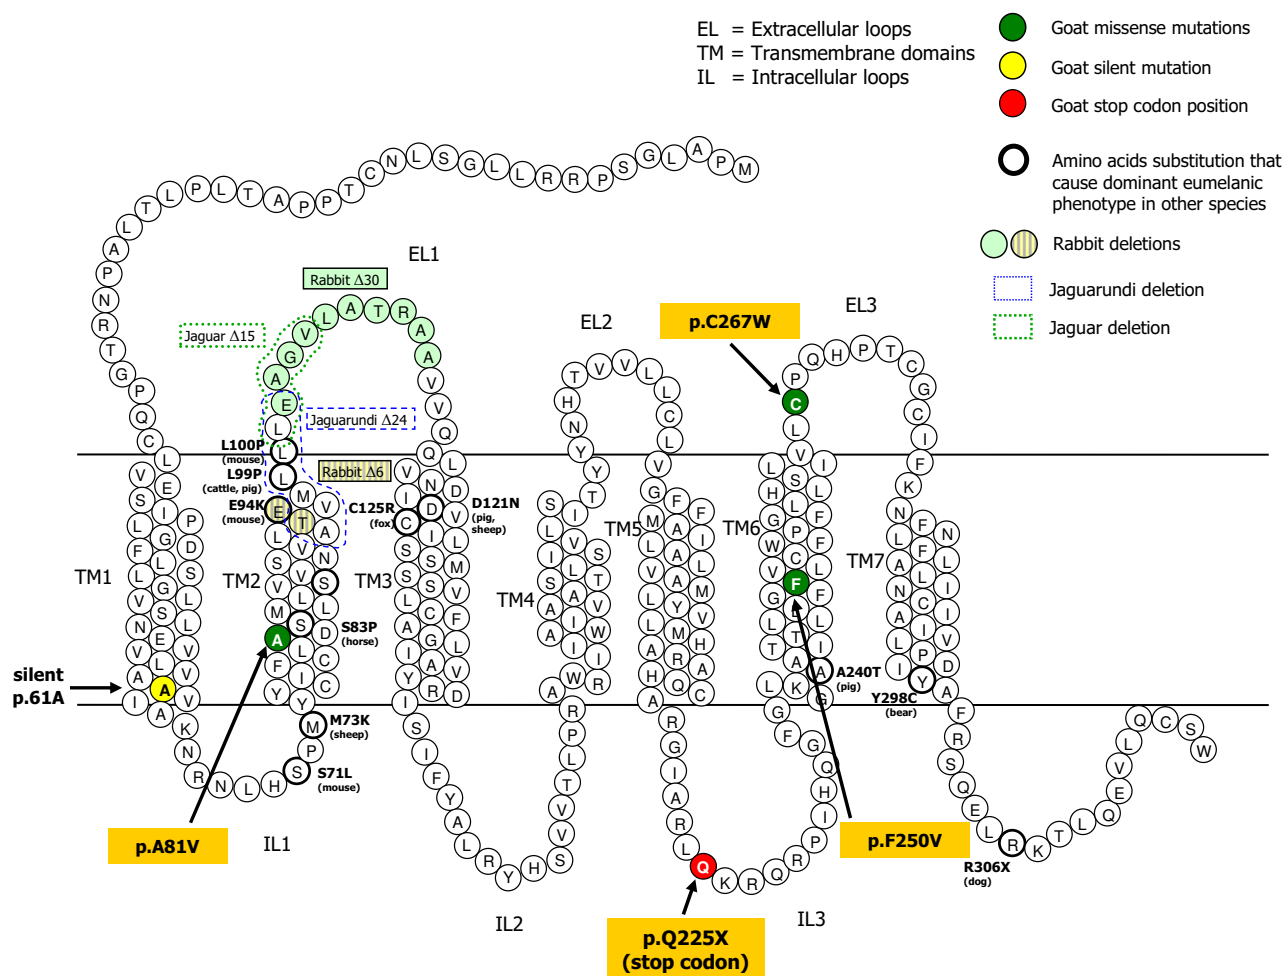 EL = Extracellular loops
TM = Transmembrane domains
IL = Intracellular loops
Goat missense mutations
Goat silent mutation
Goat stop codon position
Amino acids substitution that
cause dominant eumelanic
phenotype in other species
Rabbit deletions
Jaguarundi deletion
Jaguar deletion
L T L P L T A P P T C N L S G L L R R P S G L A P M
A P N R T G P Q C L
EL1
Rabbit Δ30
E A G V L A T R A A V V Q Q
Jaguar Δ15
Jaguarundi Δ24
L100P
(mouse)
L99P
(cattle, pig)
Rabbit Δ6
E94K
(mouse)
C125R
(fox)
D121N
(pig,
sheep)
EL2
H T V V L L C L V
p.C267W
EL3
P Q H P T C G C I F K
TM1
TM2
TM3
TM4
TM5
TM6
TM7
S83P
(horse)
silent
p.61A
A240T
(pig)
Y298C
(bear)
M73K
(sheep)
S71L
(mouse)
I A V K N R N L H S P M
I S I F Y A L R Y H S V V T L P R A
R G I A R L Q K R Q R P I H Q G F G L
F R S Q E L R K T L Q E V L Q C S W
p.A81V
IL1
p.F250V
R306X
(dog)
IL2
IL3
p.Q225X
(stop codon)